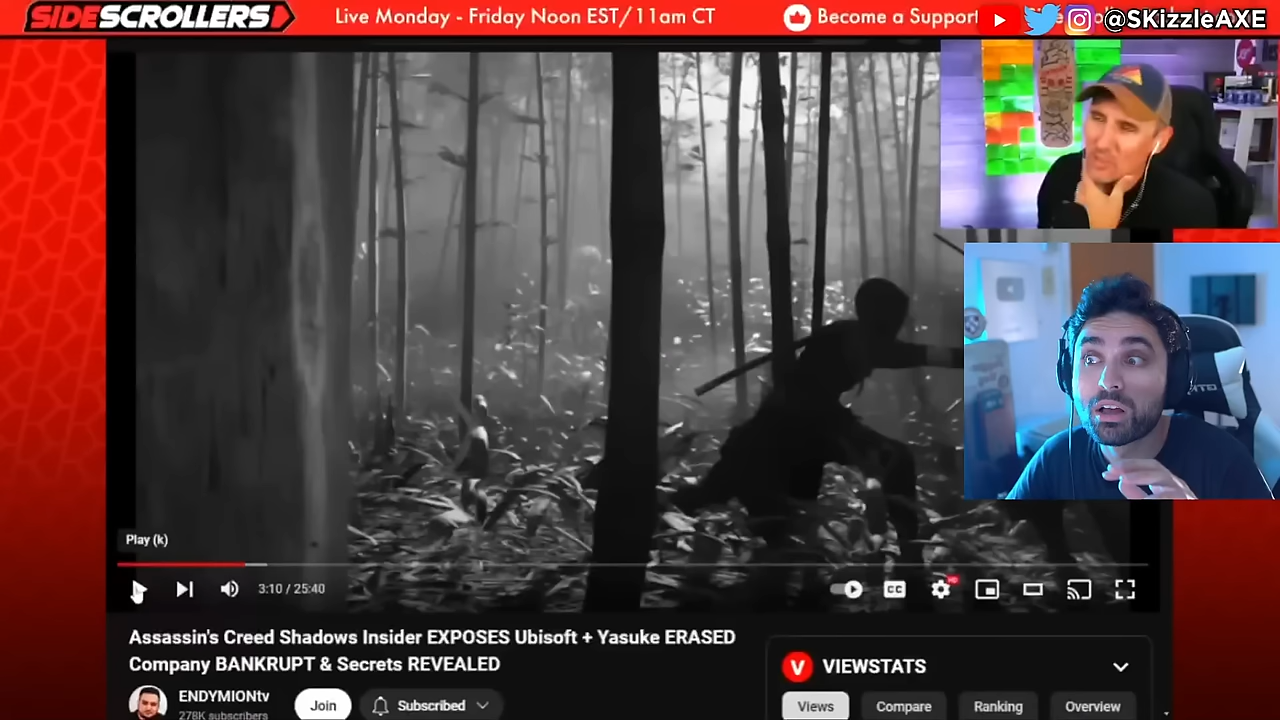 SIDESCROLLERS
Live Monday - Friday Noon EST/11am CT
Become a Support
@SKizzleAXE
Play (k)
3:10 / 25:40
CC
HD
Assassin's Creed Shadows Insider EXPOSES Ubisoft + Yasuke ERASED
Company BANKRUPT & Secrets REVEALED
ENDYMIONtv
278K subscribers
Join
Subscribed
V
VIEWSTATS
Views
Compare
Ranking
Overview